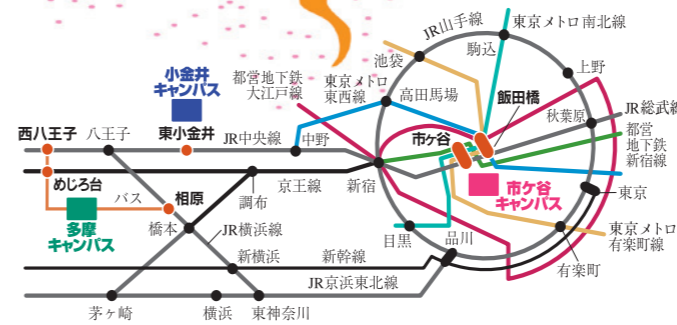 JR山手線
東京メトロ南北線
駒込
池袋
上野
小金井
キャンパス
都営地下鉄
大江戸線
東京メトロ
東西線
高田馬場
飯田橋
秋葉原
JR総武線
西八王子
八王子
東小金井
JR中央線
中野
市ヶ谷
都営
地下鉄
新宿線
めじろ台
バス
相原
調布
京王線
新宿
市ケ谷
キャンパス
東京
多摩
キャンパス
橋本
JR横浜線
目黒
品川
東京メトロ
有楽町線
有楽町
新横浜
新幹線
JR京浜東北線
茅ヶ崎
横浜
東神奈川